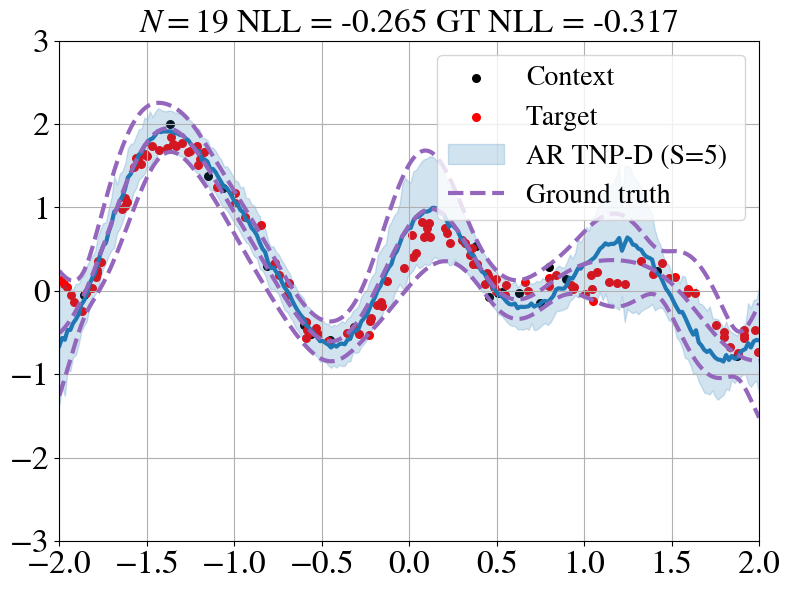 N = 19 NLL = -0.265 GT NLL = -0.317
3
2
1
0
−1
−2
−3
Context
Target
AR TNP-D (S=5)
Ground truth
−2.0 −1.5 −1.0 −0.5 0.0 0.5 1.0 1.5 2.0